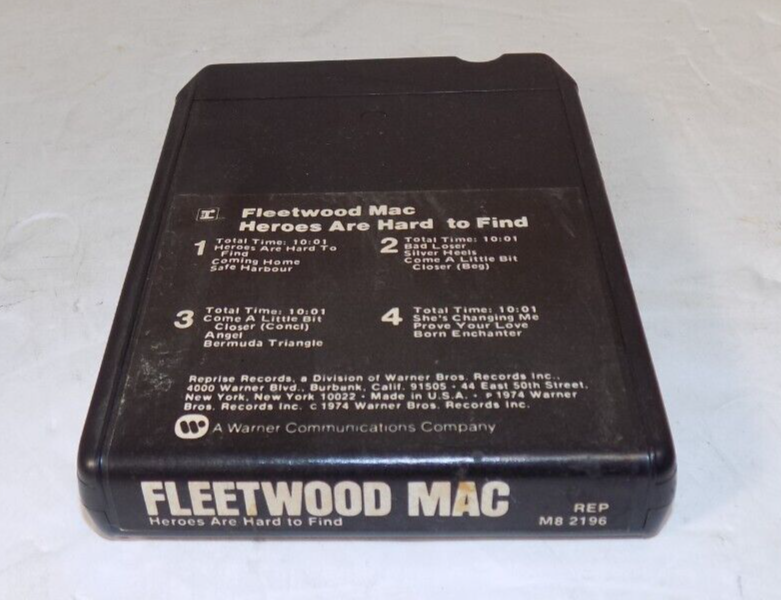 Fleetwood Mac
Heroes Are Hard to Find
1 Total Time: 10:01
Heroes Are Hard To
Find
Coming Home
Safe Harbour
2 Total Time: 10:01
Bad Loser
Silver Heels
Come A Little Bit
Closer (Beg)
3 Total Time: 10:01
Come A Little Bit
Closer (Concl)
Angel
Bermuda Triangle
4 Total Time: 10:01
She's Changing Me
Prove Your Love
Born Enchanter
Reprise Records, a Division of Warner Bros. Records Inc.,
4000 Warner Blvd., Burbank, Calif. 91505 • 44 East 50th Street,
New York, New York 10022 • Made in U.S.A. • P 1974 Warner
Bros. Records Inc. c 1974 Warner Bros. Records Inc.
A Warner Communications Company
FLEETWOOD MAC
Heroes Are Hard to Find
REP
M8 2196